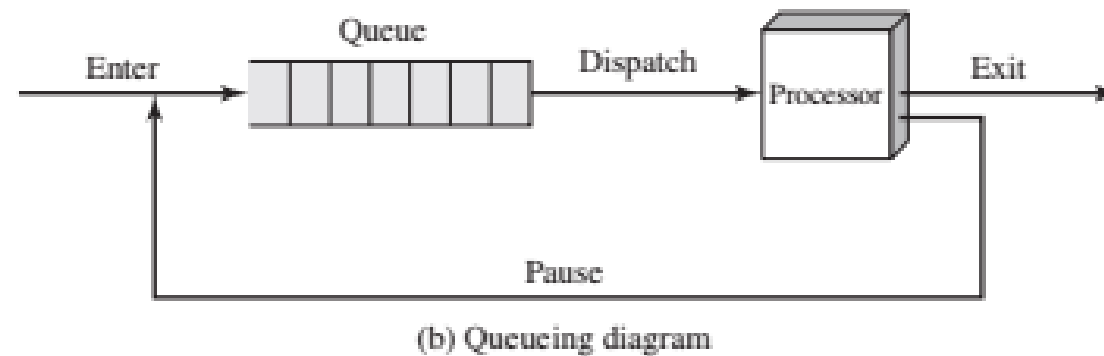 Queue
Enter
Dispatch
Processor
Exit
Pause
(b) Queueing diagram